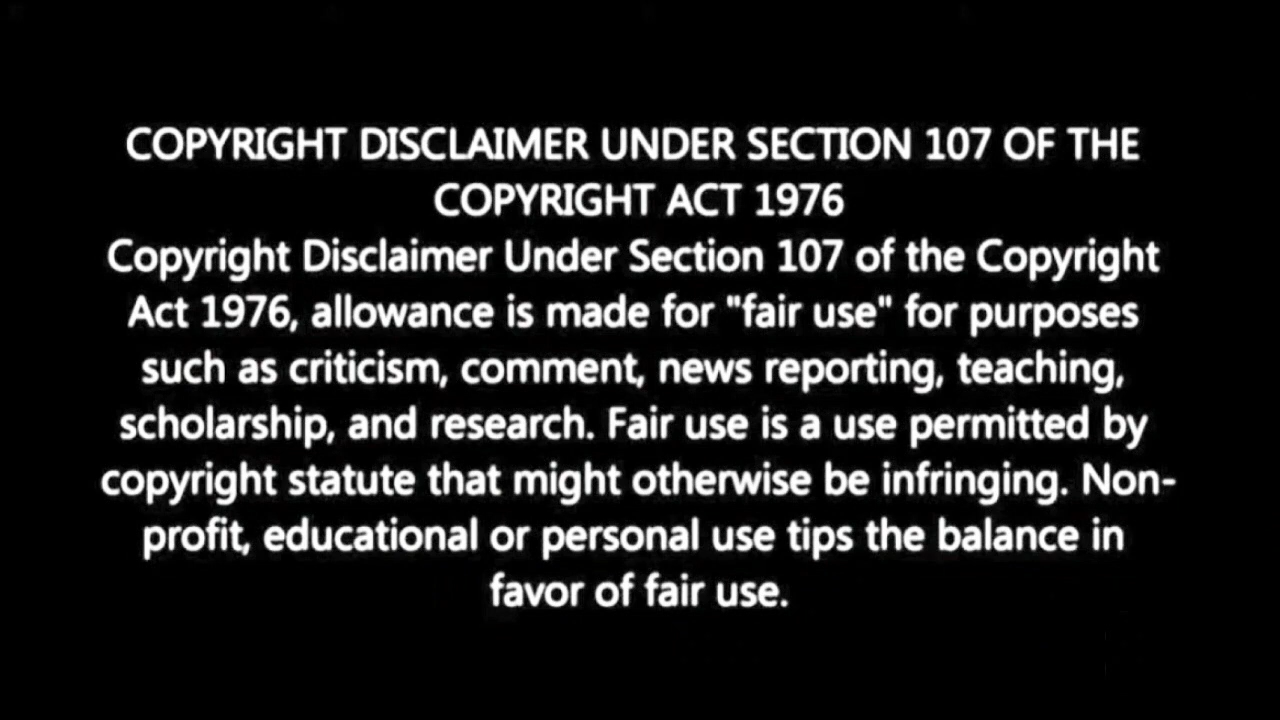 COPYRIGHT DISCLAIMER UNDER SECTION 107 OF THE
COPYRIGHT ACT 1976
Copyright Disclaimer Under Section 107 of the Copyright
Act 1976, allowance is made for "fair use" for purposes
such as criticism, comment, news reporting, teaching,
scholarship, and research. Fair use is a use permitted by
copyright statute that might otherwise be infringing. Non-
profit, educational or personal use tips the balance in
favor of fair use.